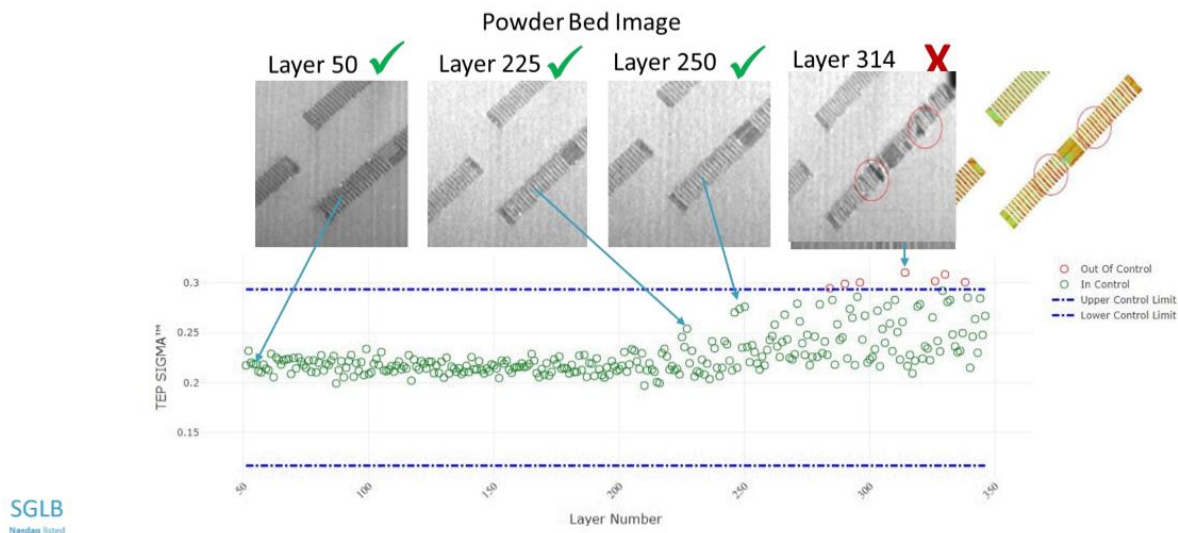 Powder Bed Image
Layer 50 ✓
Layer 225 ✓
Layer 250 ✓
Layer 314 X
0.3
0.25
0.2
0.15
TEP SIGMA™
50
100
150
200
250
300
350
Layer Number
Out Of Control
In Control
Upper Control Limit
Lower Control Limit
SGLB
Nasdaq listed